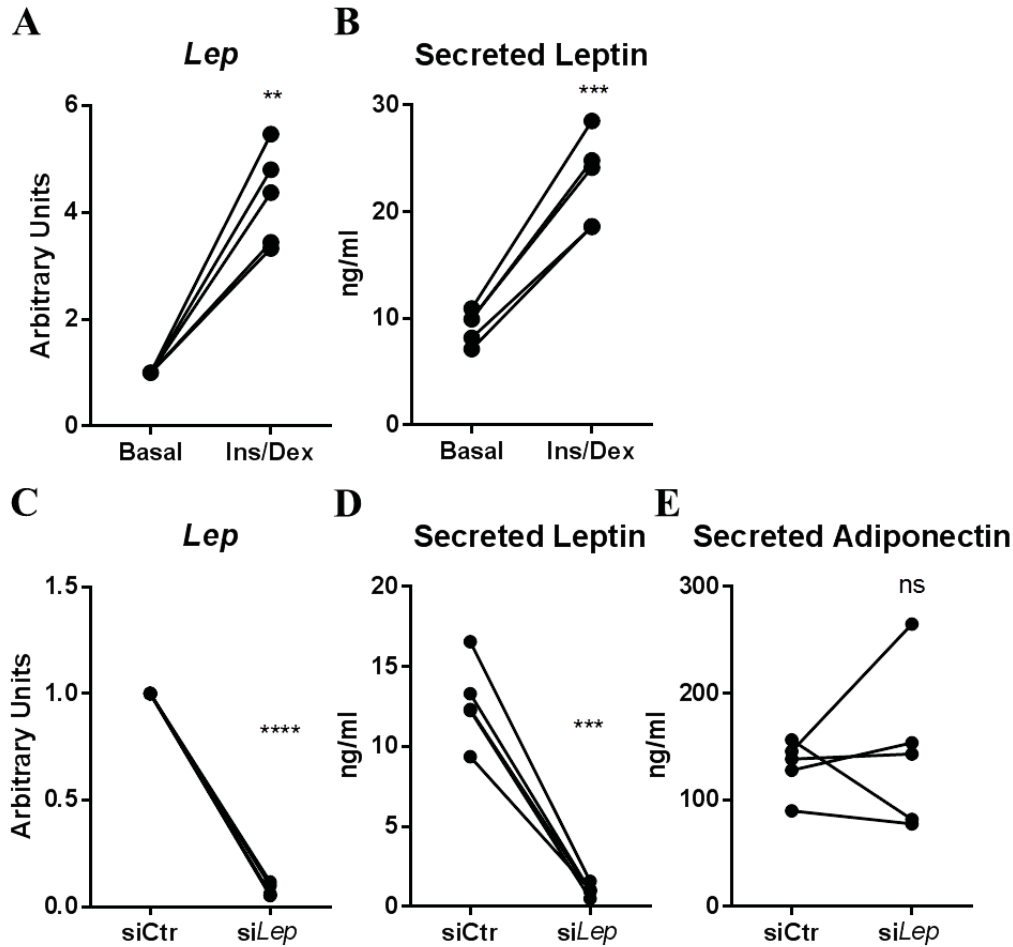 A
Lep
**
6
4
2
0
Arbitrary Units
Basal Ins/Dex
B
Secreted Leptin
***
30
20
10
0
ng/ml
Basal Ins/Dex
C
Lep
1.5
1.0
0.5
0.0
Arbitrary Units
****
siCtr siLep
D
Secreted Leptin
20
15
10
5
0
ng/ml
***
siCtr siLep
E
Secreted Adiponectin
ns
300
200
100
0
ng/ml
siCtr siLep